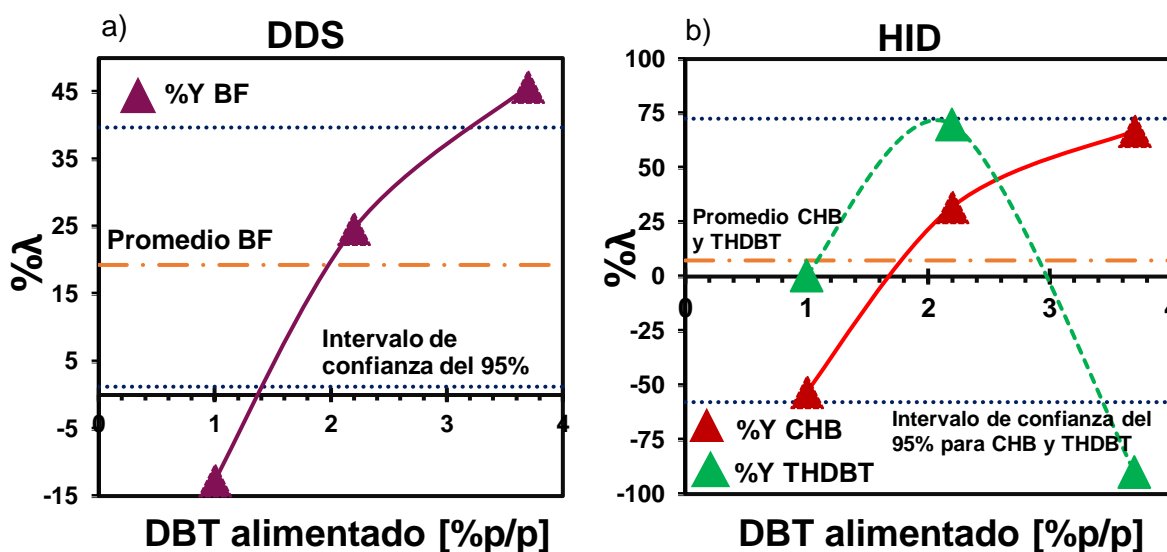 a)
DDS
%Y BF
45
35
25
15
5
-5
-15
%λ
Promedio BF
Intervalo de
confianza del 95%
0
1
2
3
4
DBT alimentado [%p/p]
b)
HID
100
75
50
25
0
-25
-50
-75
-100
%λ
Promedio CHB
y THDBT
0
1
2
3
4
Intervalo de confianza del
95% para CHB y THDBT
%Y CHB
%Y THDBT
DBT alimentado [%p/p]